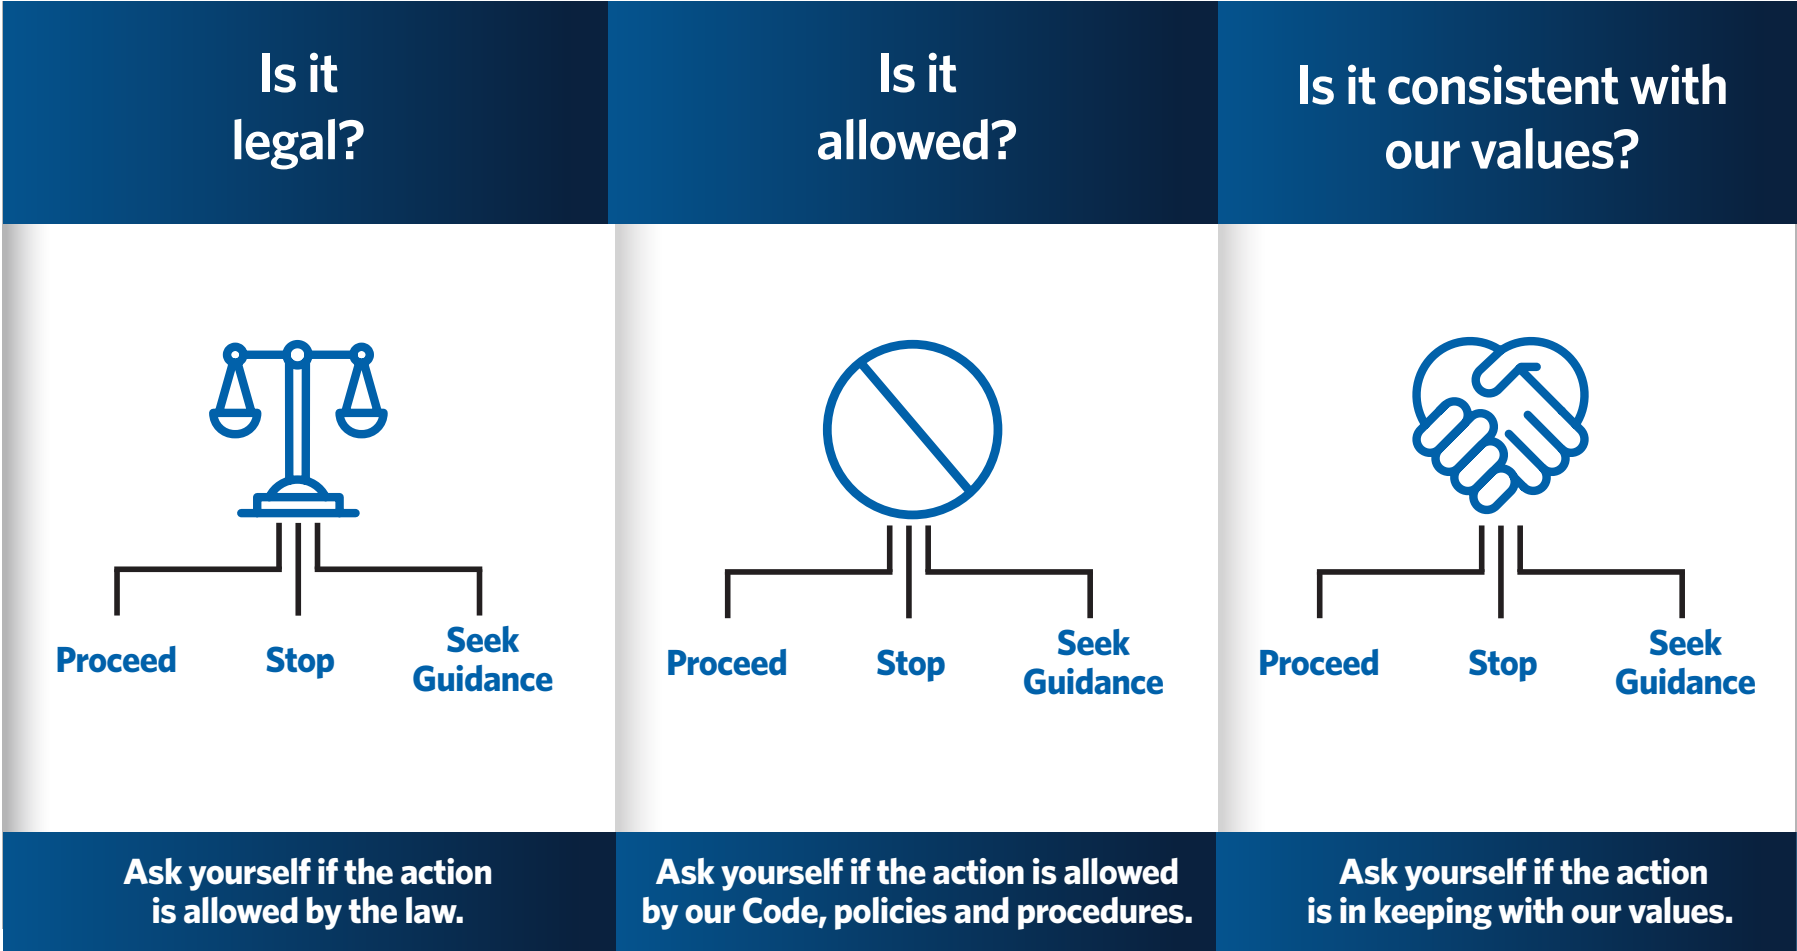 Is it
legal?
Proceed
Stop
Seek
Guidance
Ask yourself if the action
is allowed by the law.
Is it
allowed?
Proceed
Stop
Seek
Guidance
Ask yourself if the action is allowed
by our Code, policies and procedures.
Is it consistent with
our values?
Proceed
Stop
Seek
Guidance
Ask yourself if the action
is in keeping with our values.